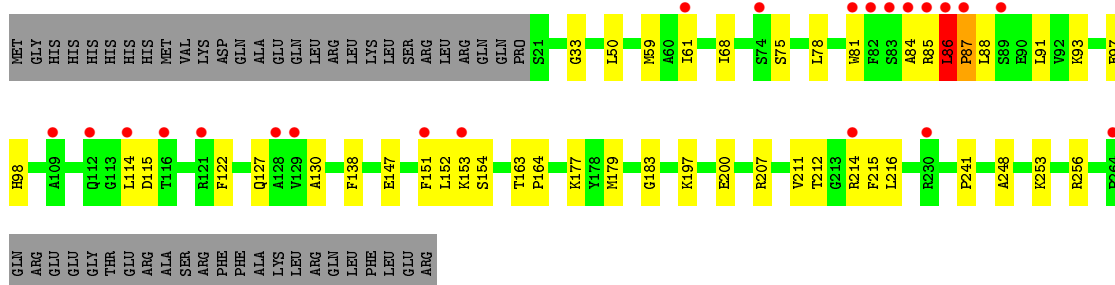 MET GLY HIS HIS HIS HIS HIS HIS MET VAL LYS ASP GLN ALA GLU GLN LEU ARG LEU LYS LEU SER ARG LEU ARG GLN GLN PRO S21 G33 L50 M59 A60 I61 I68 S74 S75 L78 W81 F82 S83 A84 R85 L86 P87 L88 S89 E90 L91 V92 K93
H98 A109 Q112 G113 L114 D115 T116 R121 F122 Q127 A128 V129 A130 F138 E147 F151 L152 K153 S154 T163 P164 K177 Y178 M179 G183 K197 E200 R207 V211 T212 G213 R214 F215 L216 R230 P241 A248 K253 R256
GLN ARG GLU GLU GLY THR GLU ARG ALA SER ARG PHE PHE ALA LYS LEU ARG GLN LEU PHE LEU GLU ARG